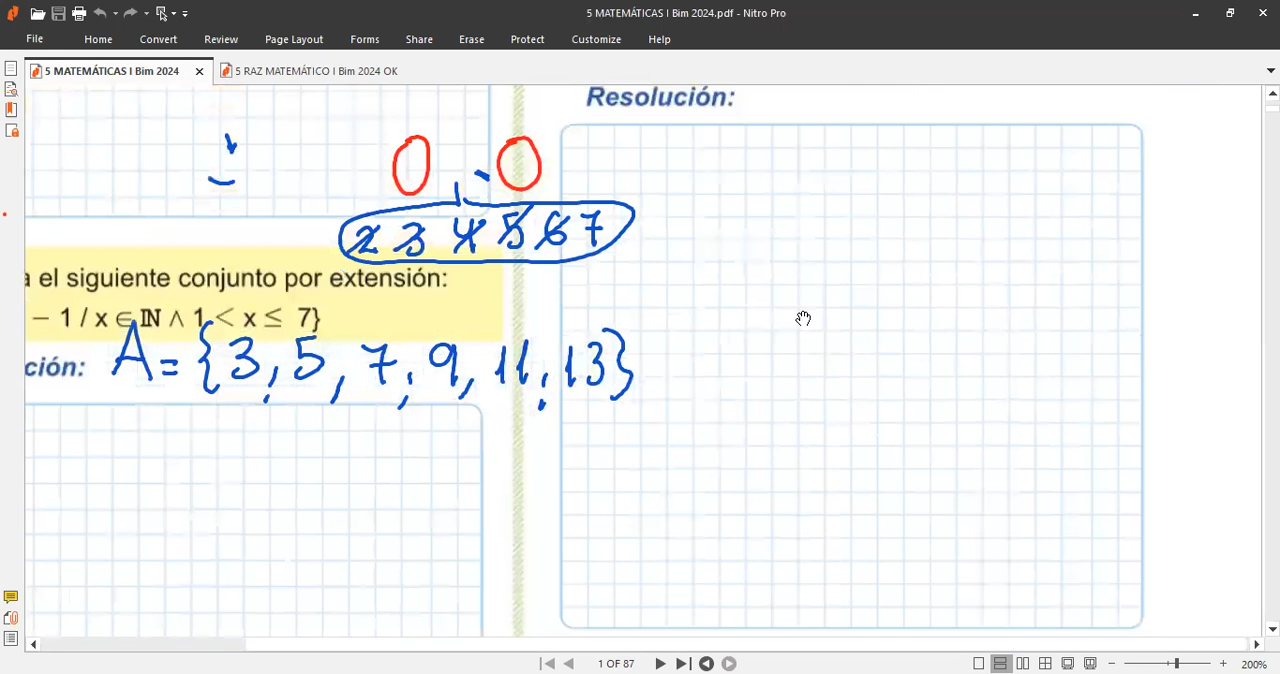 5 MATEMÁTICAS I Bim 2024.pdf - Nitro Pro
File Home Convert Review Page Layout Forms Share Erase Protect Customize Help
5 MATEMÁTICAS I Bim 2024 × 5 RAZ MATEMÁTICO I Bim 2024 OK
Resolución:
2 3 4 5 6 7
a el siguiente conjunto por extensión:
− 1 / x ∈ ℕ ∧ 1 < x ≤ 7}
ción: A = {3, 5, 7, 9, 11, 13}
1 OF 87
200%